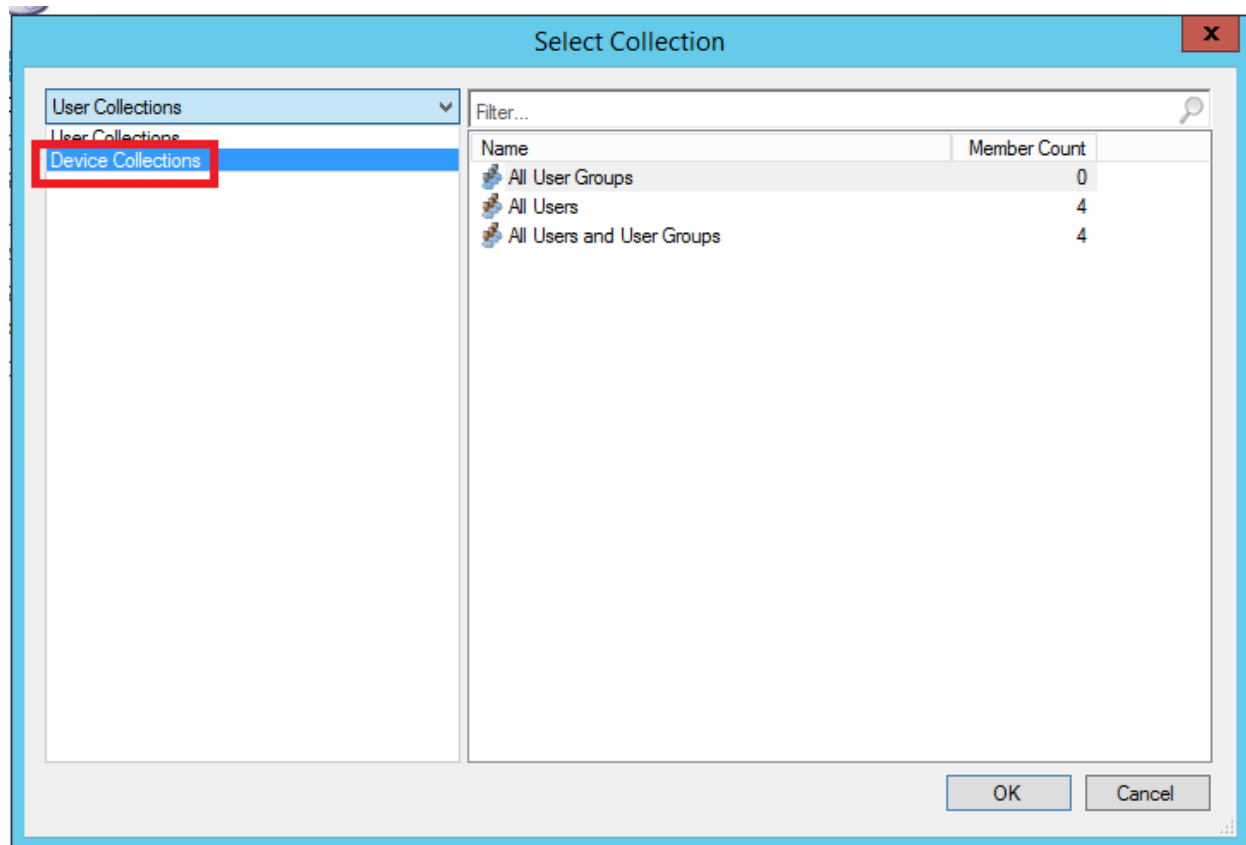 Select Collection
x
User Collections
Filter...
User Collections
Device Collections
Name Member Count
All User Groups 0
All Users 4
All Users and User Groups 4
OK Cancel